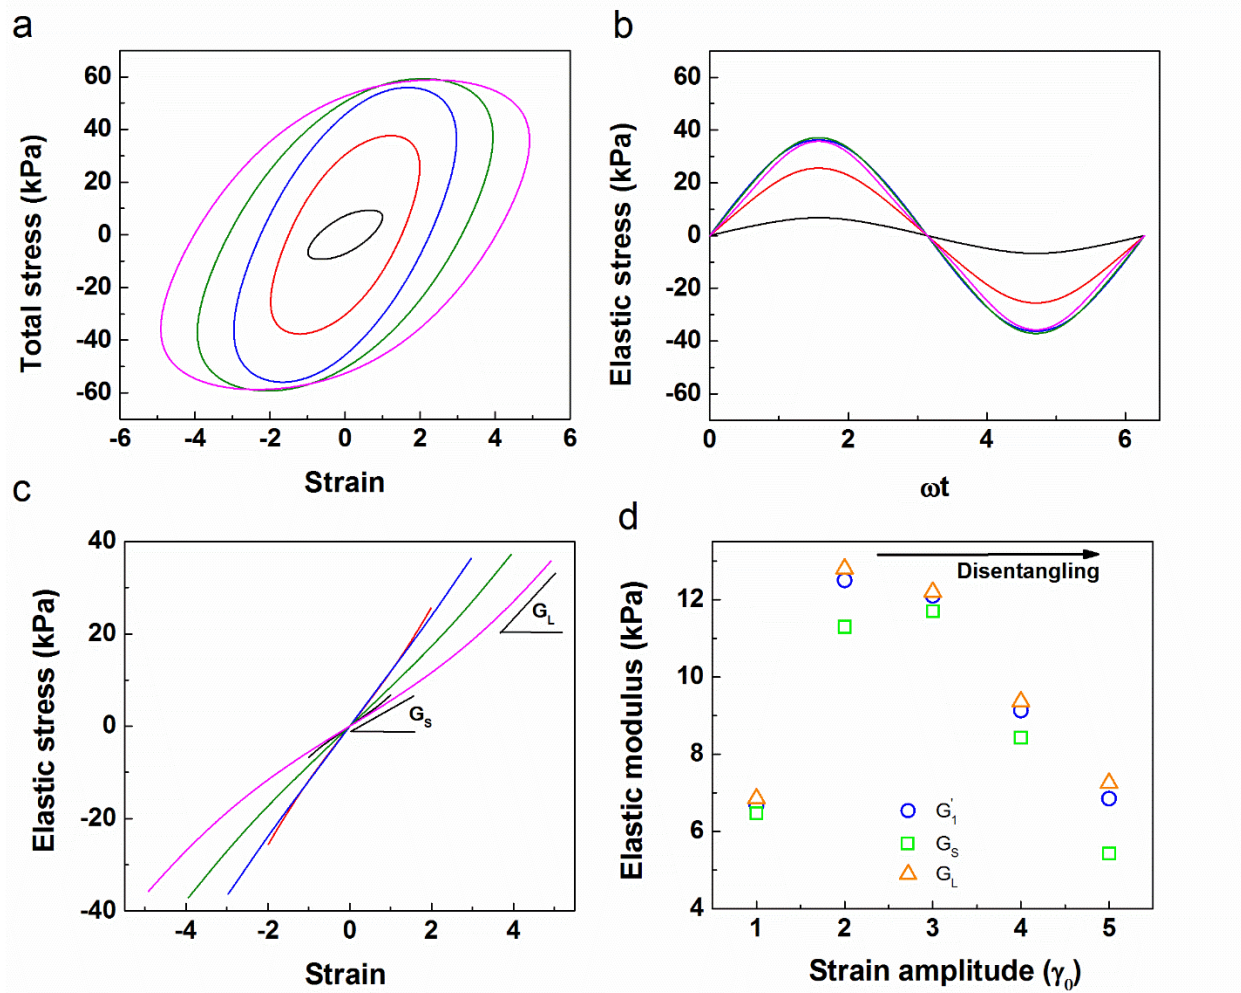 a
60
40
20
0
-20
-40
-60
-6 -4 -2 0 2 4 6
Total stress (kPa)
Strain
b
60
40
20
0
-20
-40
-60
0 2 4 6
Elastic stress (kPa)
ωt
c
40
20
0
-20
-40
-4 -2 0 2 4
Elastic stress (kPa)
Strain
G_L
G_S
d
12
10
8
6
4
1 2 3 4 5
Elastic modulus (kPa)
Strain amplitude (γ₀)
Disentangling
G'₁
G_S
G_L